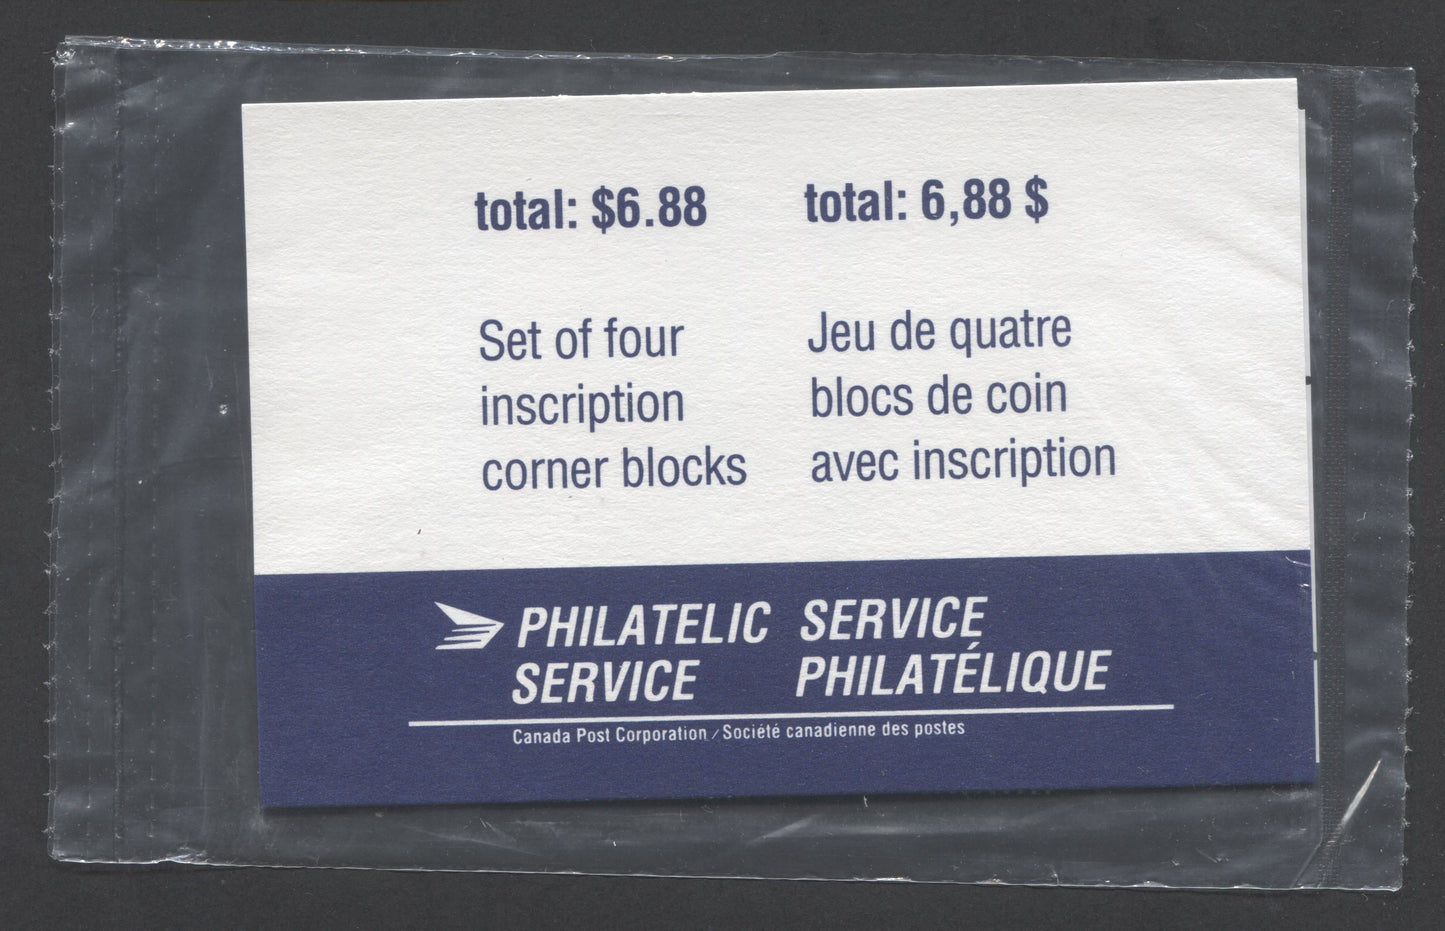 total: $6.88
total: 6,88 $
Set of four
inscription
corner blocks
Jeu de quatre
blocs de coin
avec inscription
PHILATELIC
SERVICE
SERVICE
PHILATÉLIQUE
Canada Post Corporation / Société canadienne des postes